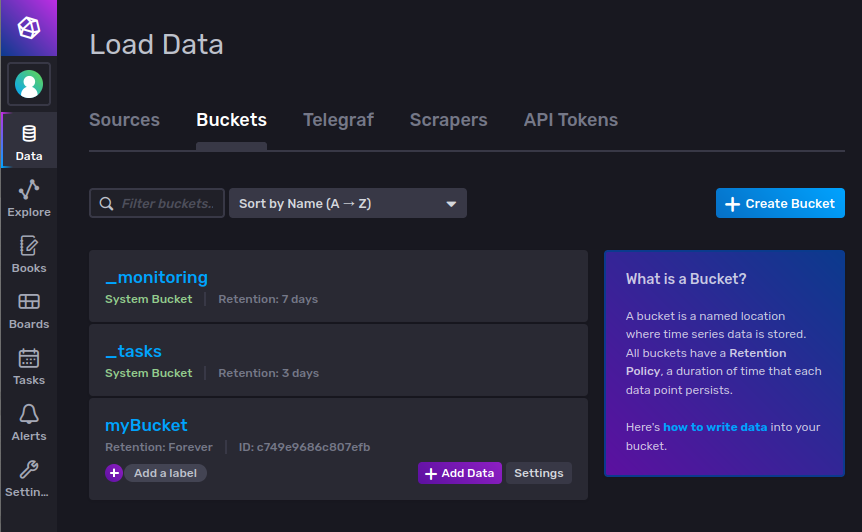 Load Data
Data
Explore
Books
Boards
Tasks
Alerts
Settin...
Sources Buckets Telegraf Scrapers API Tokens
Filter buckets.. Sort by Name (A → Z) + Create Bucket
_monitoring
System Bucket Retention: 7 days
_tasks
System Bucket Retention: 3 days
myBucket
Retention: Forever ID: c749e9686c807efb
+ Add a label + Add Data Settings
What is a Bucket?
A bucket is a named location
where time series data is stored.
All buckets have a Retention
Policy, a duration of time that each
data point persists.
Here's how to write data into your
bucket.